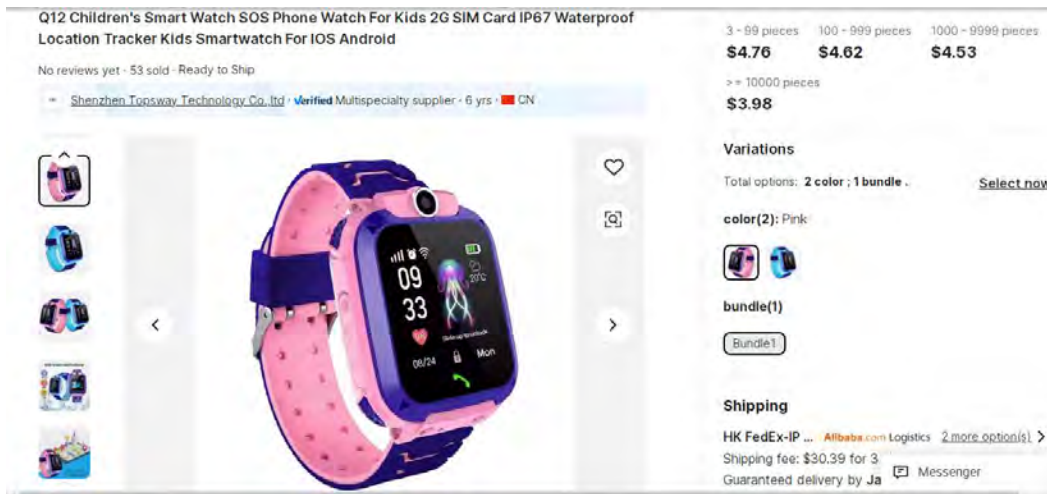 Q12 Children's Smart Watch SOS Phone Watch For Kids 2G SIM Card IP67 Waterproof
Location Tracker Kids Smartwatch For IOS Android
No reviews yet · 53 sold · Ready to Ship
Shenzhen Topsway Technology Co.,ltd · Verified Multispecialty supplier · 6 yrs · CN
09
33
20°C
08/24
Mon
3 - 99 pieces
100 - 999 pieces
1000 - 9999 pieces
$4.76
$4.62
$4.53
>= 10000 pieces
$3.98
Variations
Total options: 2 color ; 1 bundle .
Select now
color(2): Pink
bundle(1)
Bundle1
Shipping
HK FedEx-IP ... Alibaba.com Logistics 2 more option(s)
Shipping fee: $30.39 for 3
Guaranteed delivery by Ja
Messenger